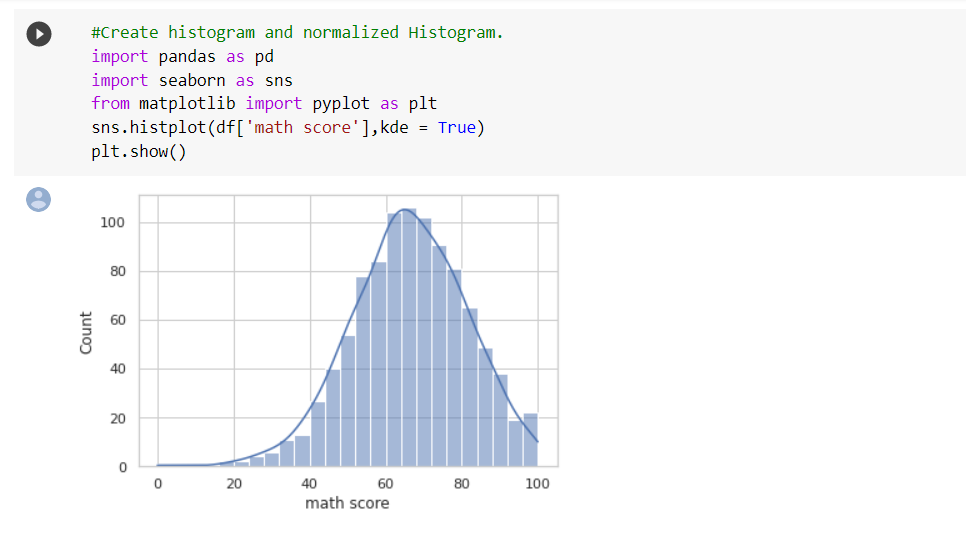 #Create histogram and normalized Histogram.
import pandas as pd
import seaborn as sns
from matplotlib import pyplot as plt
sns.histplot(df['math score'],kde = True)
plt.show()
100
80
60
40
20
0
Count
0 20 40 60 80 100
math score